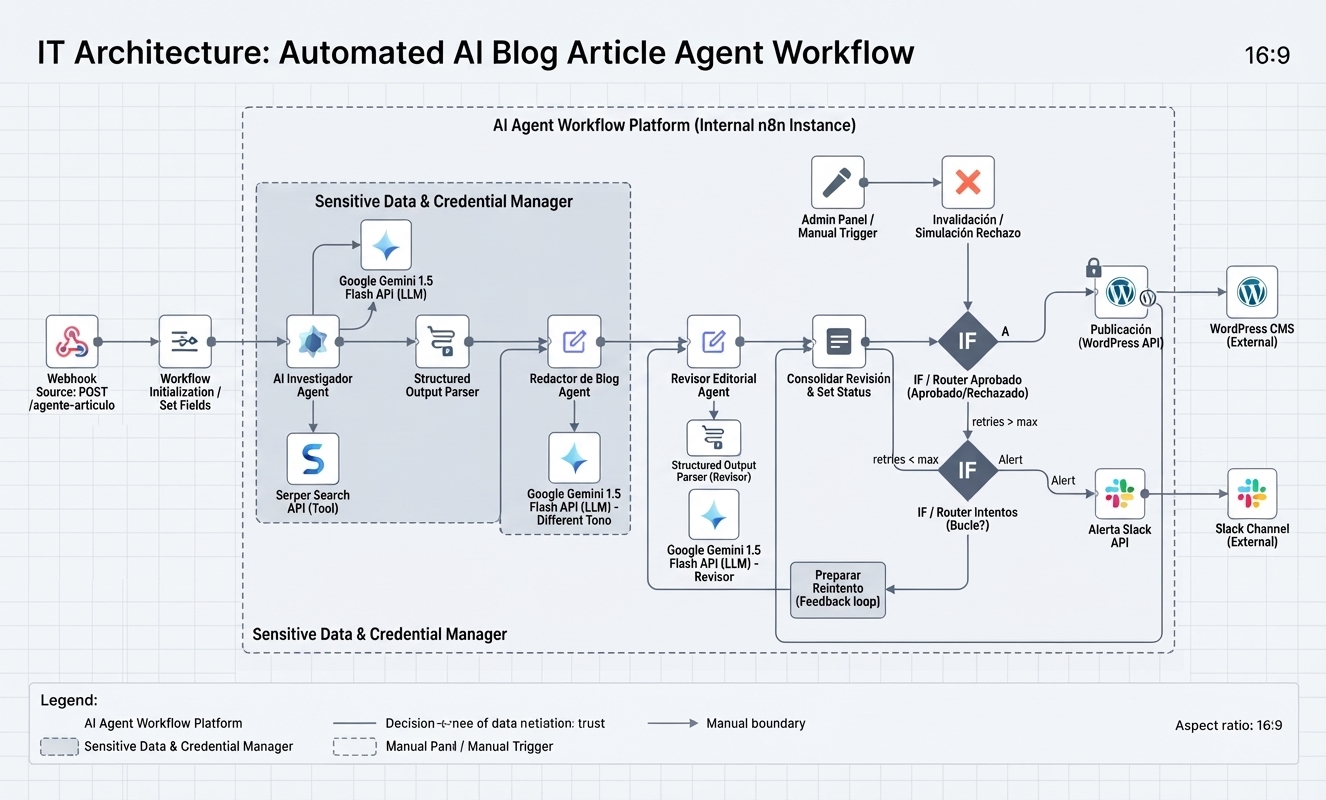 IT Architecture: Automated AI Blog Article Agent Workflow
16:9
AI Agent Workflow Platform (Internal n8n Instance)
Admin Panel /
Manual Trigger
Invalidación /
Simulación Rechazo
Sensitive Data & Credential Manager
Google Gemini 1.5
Flash API (LLM)
Webhook
Source: POST
/agente-articulo
Workflow
Initialization /
Set Fields
AI Investigador
Agent
Structured
Output Parser
Redactor de Blog
Agent
Revisor Editorial
Agent
Consolidar Revisión
& Set Status
IF
A
IF / Router Aprobado
(Aprobado/Rechazado)
Publicación
(WordPress API)
WordPress CMS
(External)
Serper Search
API (Tool)
Google Gemini 1.5
Flash API (LLM) -
Different Tono
Structured Output
Parser (Revisor)
Google Gemini 1.5
Flash API (LLM) -
Revisor
retries > max
retries < max
IF
Alert
Alert
IF / Router Intentos
(Bucle?)
Alerta Slack
API
Slack Channel
(External)
Preparar
Reintento
(Feedback loop)
Sensitive Data & Credential Manager
Legend:
AI Agent Workflow Platform
Sensitive Data & Credential Manager
of data netiation: trust
Manual Panl / Manual Trigger
Manual boundary
Aspect ratio: 16:9